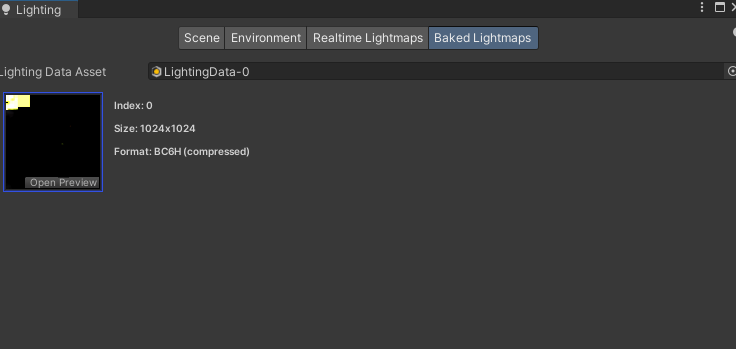 Lighting
Scene Environment Realtime Lightmaps Baked Lightmaps
Lighting Data Asset LightingData-0
Index: 0
Size: 1024x1024
Format: BC6H (compressed)
Open Preview